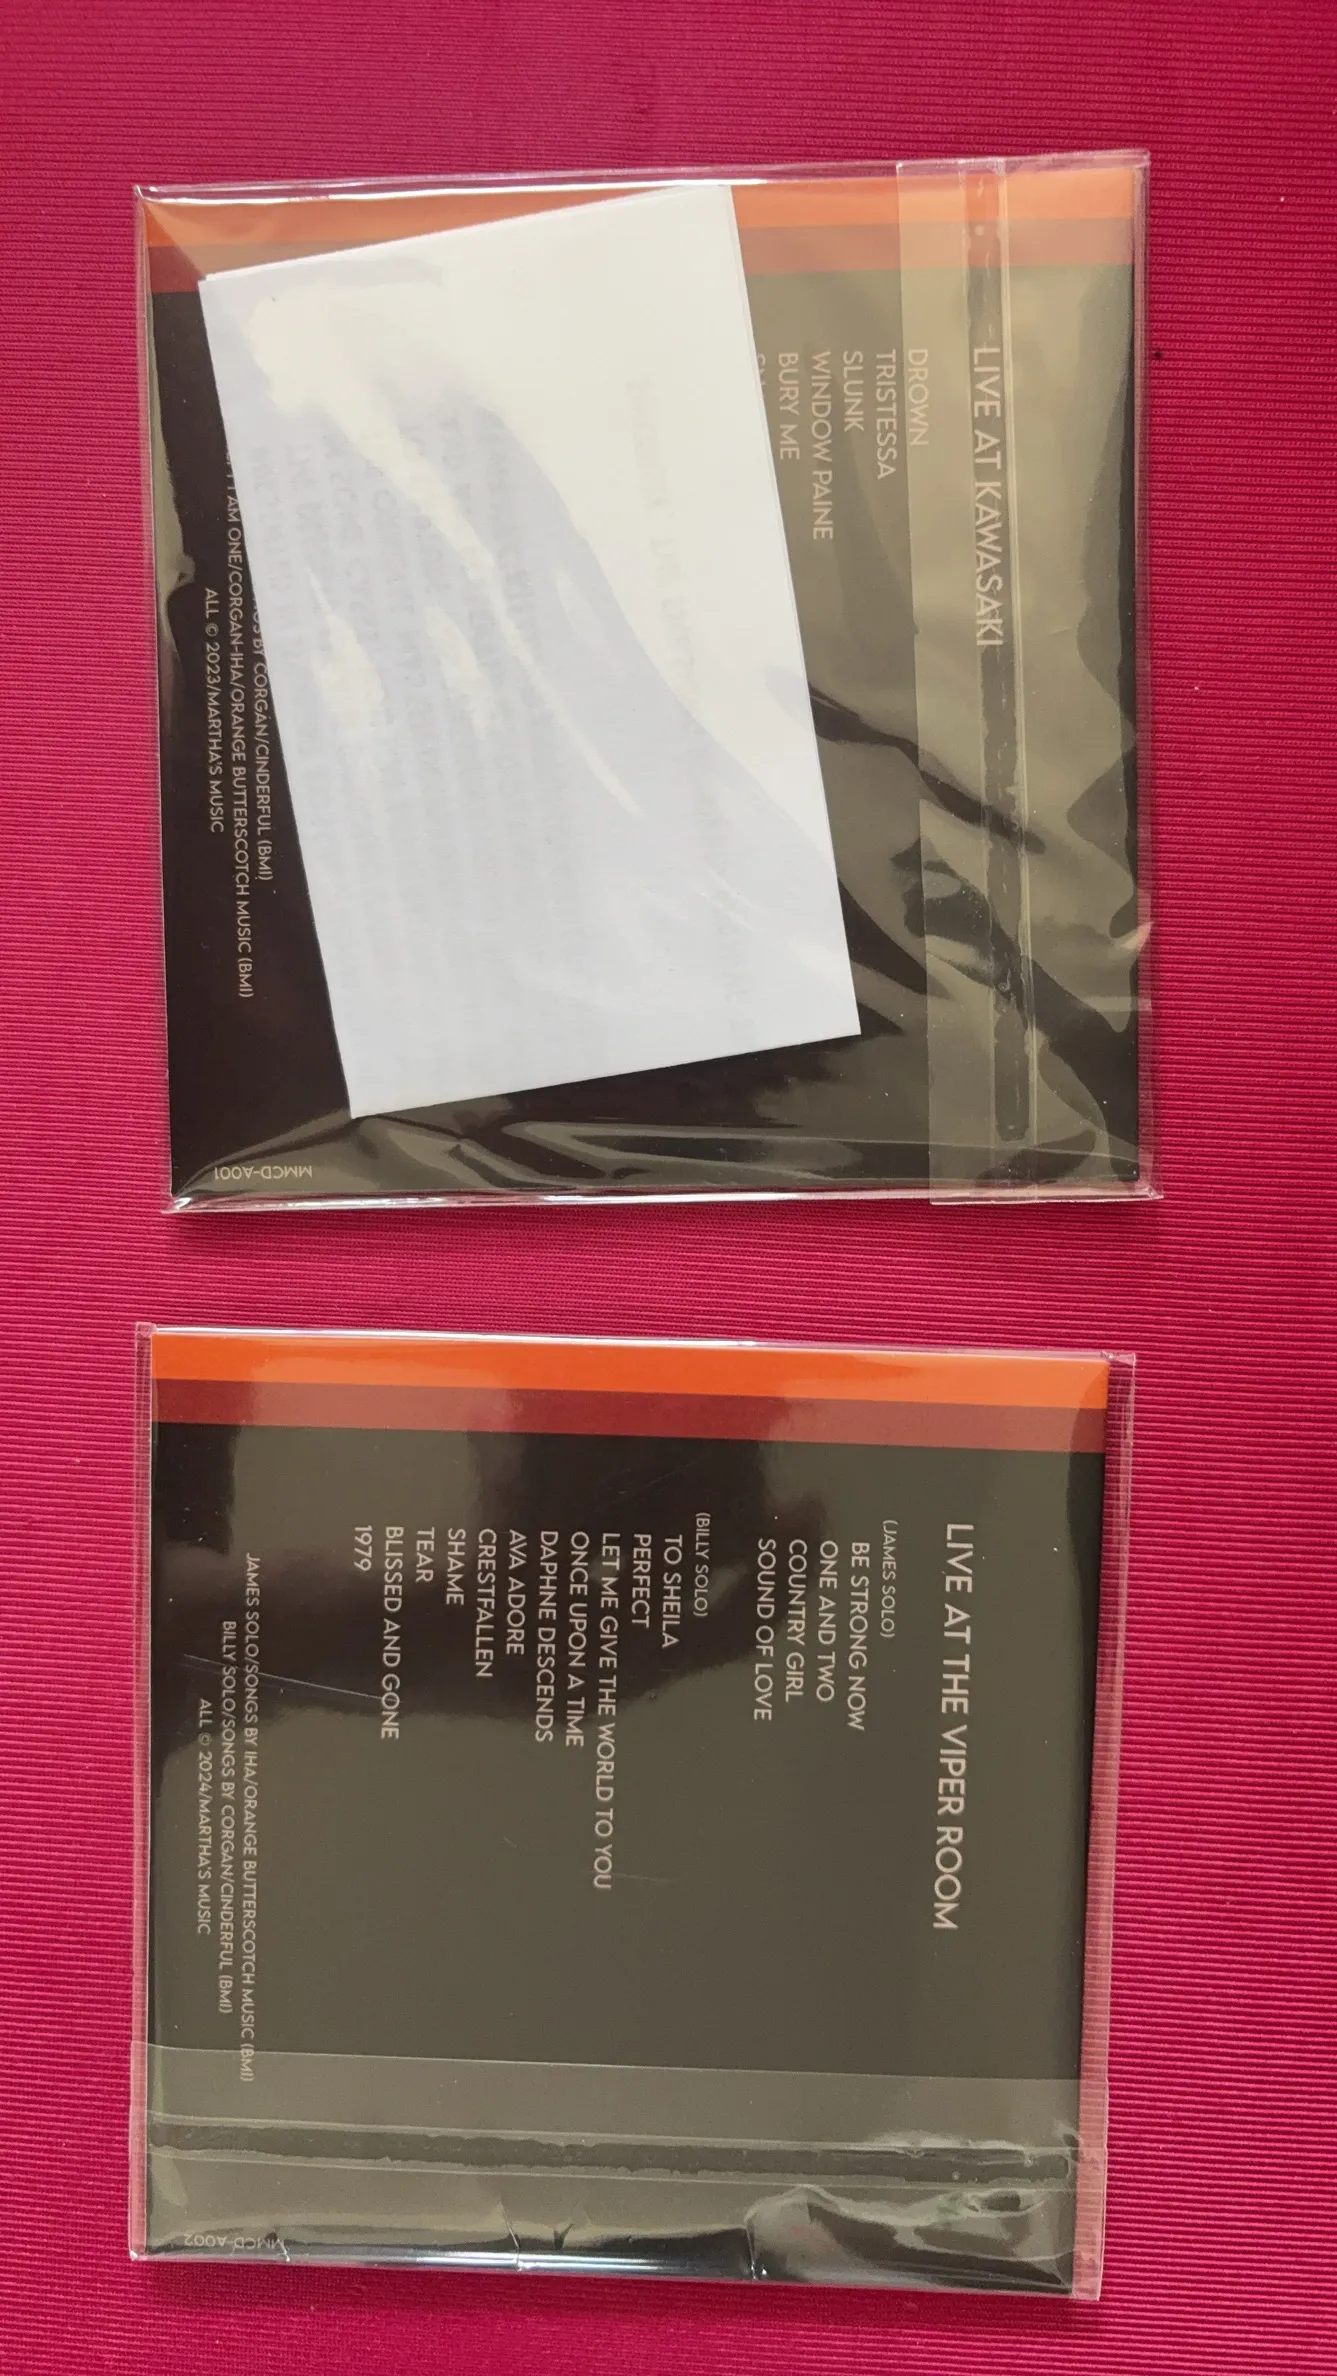 LIVE AT KAWASAKI
DROWN
TRISTESSA
SLUNK
WINDOW PAINE
BURY ME
BY CORGAN/CINDERFUL (BMI)
I AM ONE/CORGAN-IHA/ORANGE BUTTERSCOTCH MUSIC (BMI)
ALL © 2023/MARTHA'S MUSIC
MMCD-A001
LIVE AT THE VIPER ROOM
(JAMES SOLO)
BE STRONG NOW
ONE AND TWO
COUNTRY GIRL
SOUND OF LOVE
(BILLY SOLO)
TO SHEILA
PERFECT
LET ME GIVE THE WORLD TO YOU
ONCE UPON A TIME
DAPHNE DESCENDS
AVA ADORE
CRESTFALLEN
SHAME
TEAR
BLISSED AND GONE
1979
JAMES SOLO/SONGS BY IHA/ORANGE BUTTERSCOTCH MUSIC (BMI)
BILLY SOLO/SONGS BY CORGAN/CINDERFUL (BMI)
ALL © 2024/MARTHA'S MUSIC
MMCD-A002